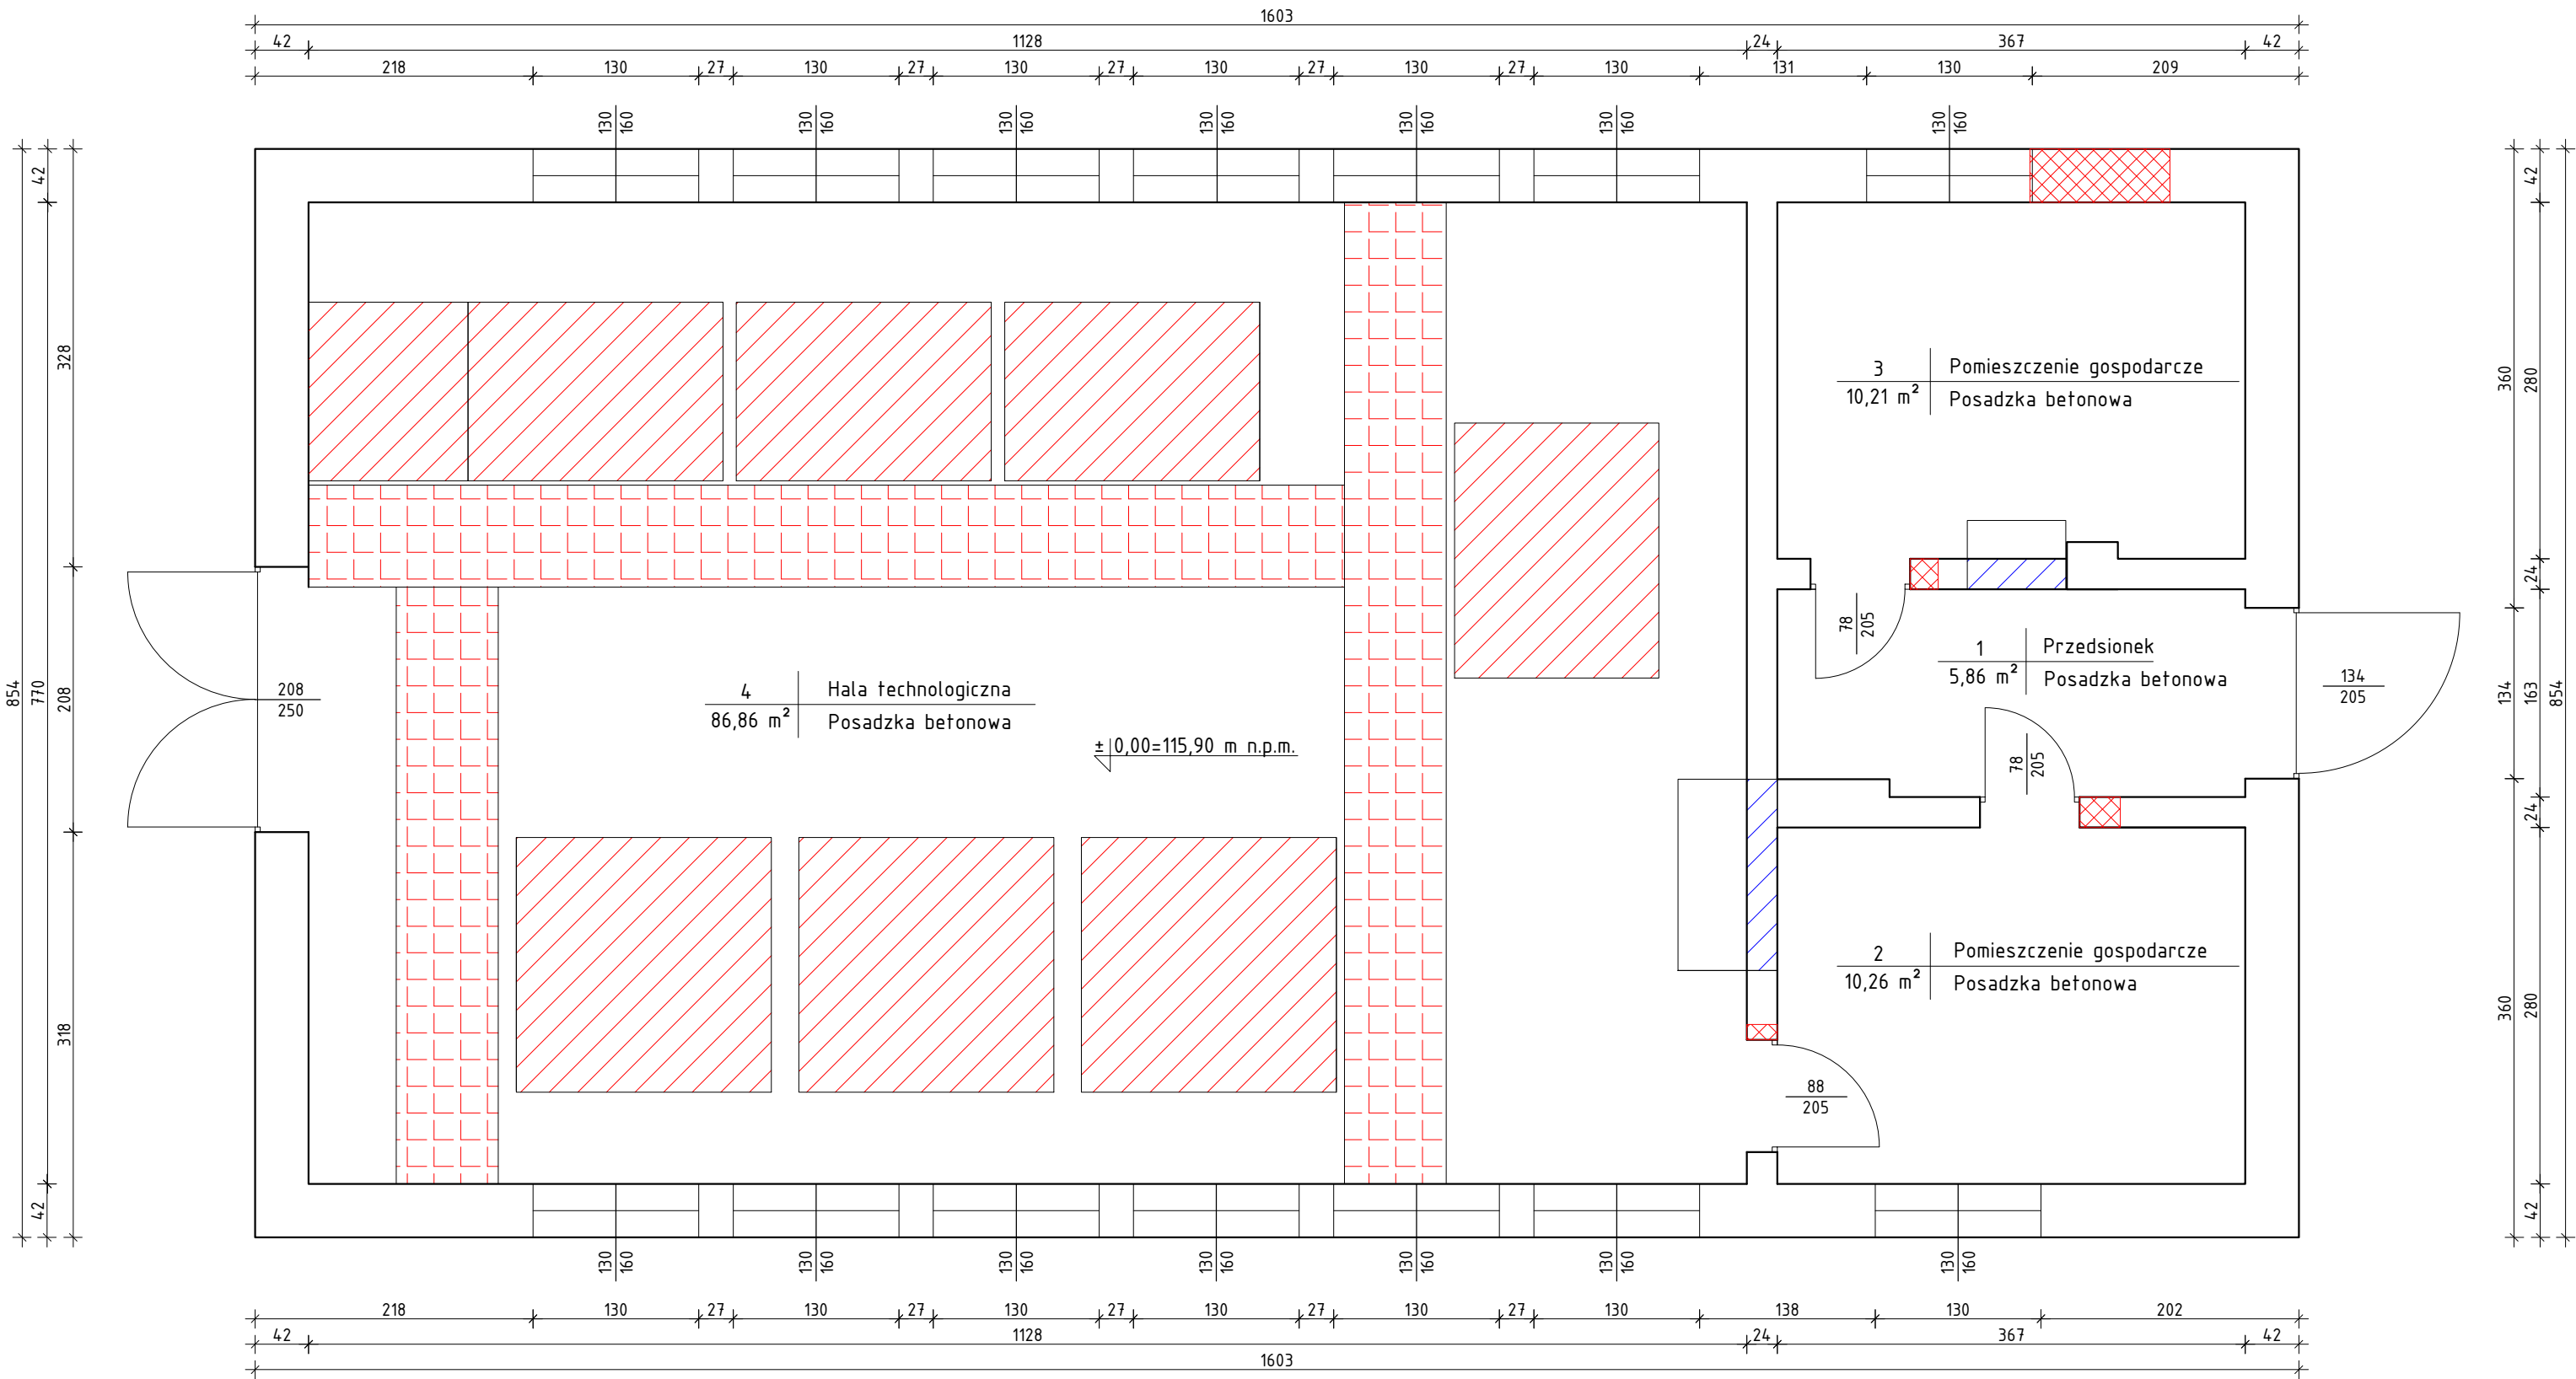 1603
42 1128 24 367 42
218 130 27 130 27 130 27 130 27 130 27 130 131 130 209
130 160 130 160 130 160 130 160 130 160 130 160 130 160
854
42 770 42
328 208 318
208
250
4 Hala technologiczna
86,86 m² Posadzka betonowa
± 0,00=115,90 m n.p.m.
3 Pomieszczenie gospodarcze
10,21 m² Posadzka betonowa
78
205
1 Przedsionek
5,86 m² Posadzka betonowa
78
205
134
205
2 Pomieszczenie gospodarcze
10,26 m² Posadzka betonowa
88
205
360 134 360
42 280 24 163 24 280 42
854
130 160 130 160 130 160 130 160 130 160 130 160 130 160
218 130 27 130 27 130 27 130 27 130 27 130 138 130 202
42 1128 24 367 42
1603